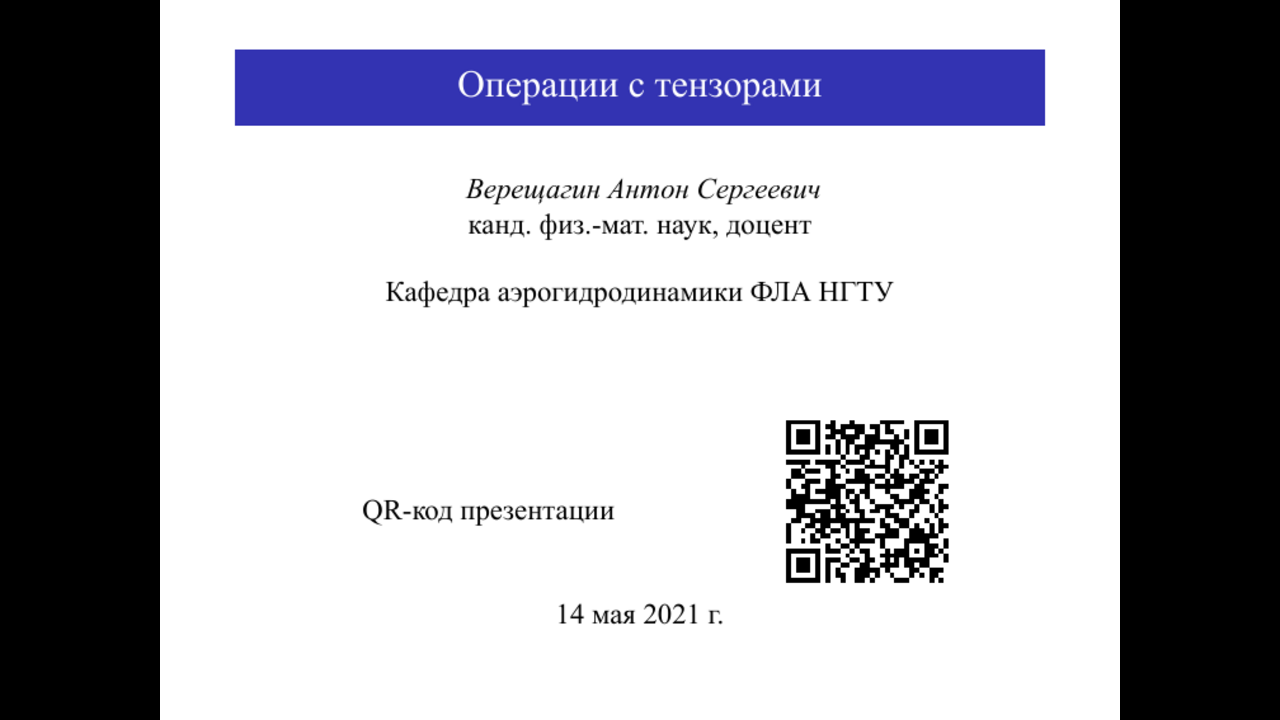 Операции с тензорами
Верещагин Антон Сергеевич
канд. физ.-мат. наук, доцент
Кафедра аэрогидродинамики ФЛА НГТУ
QR-код презентации
14 мая 2021 г.